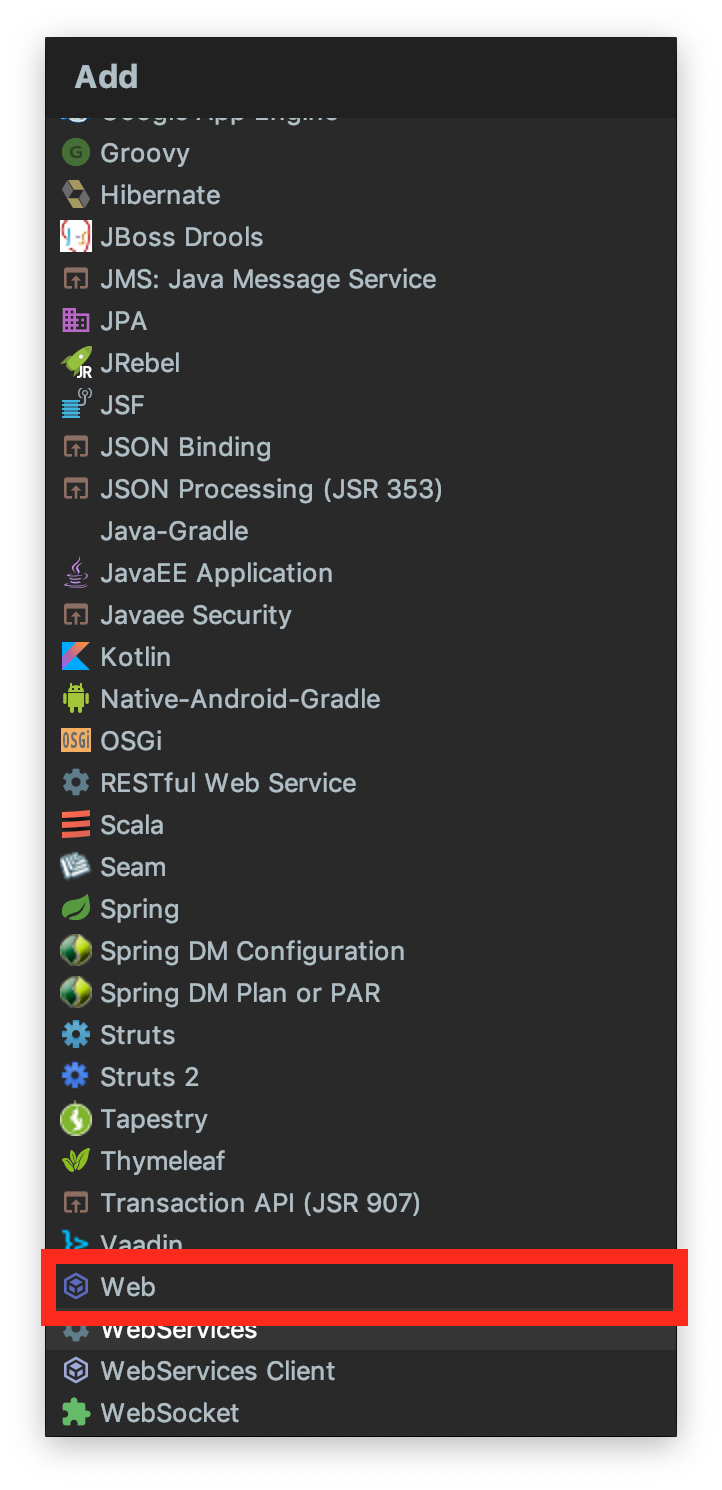 Add
Google App Engine
G Groovy
Hibernate
JBoss Drools
JMS: Java Message Service
JPA
JR JRebel
JSF
JSON Binding
JSON Processing (JSR 353)
Java-Gradle
JavaEE Application
Javaee Security
Kotlin
Native-Android-Gradle
OSGi OSGi
RESTful Web Service
Scala
Seam
Spring
Spring DM Configuration
Spring DM Plan or PAR
Struts
Struts 2
Tapestry
Thymeleaf
Transaction API (JSR 907)
Vaadin
Web
WebServices
WebServices Client
WebSocket